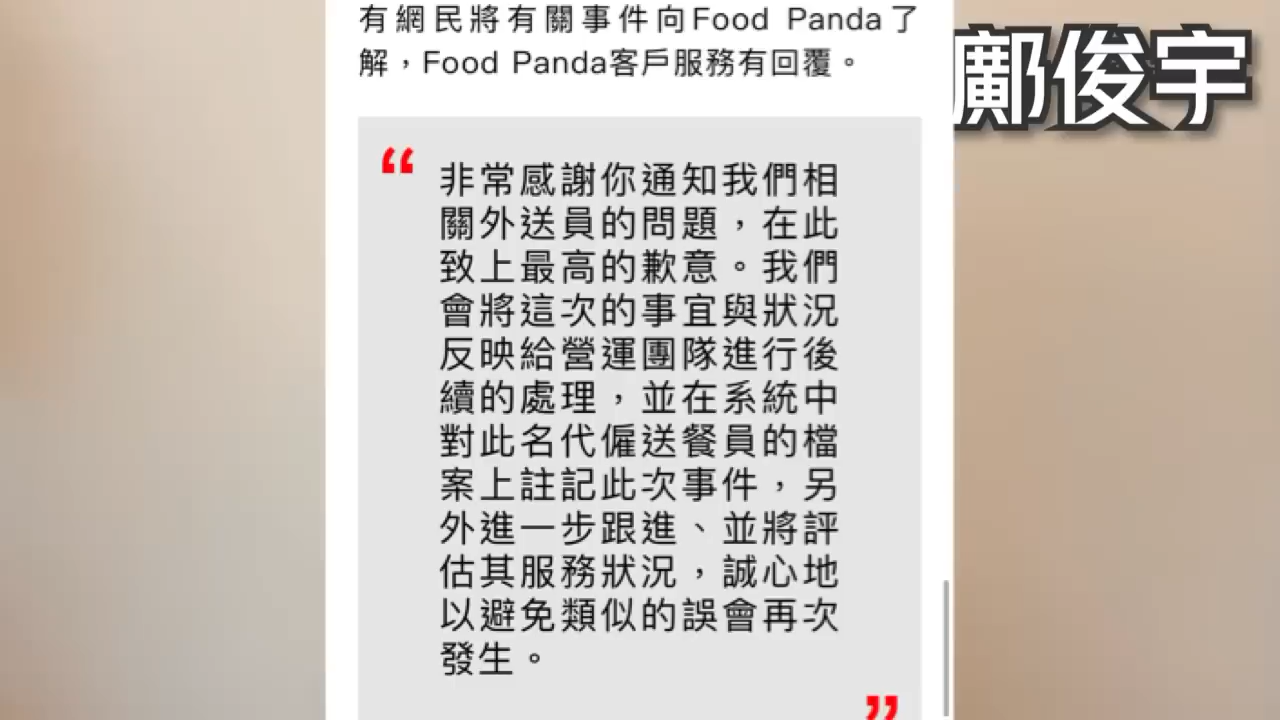 有網民將有關事件向Food Panda了
解，Food Panda客戶服務有回覆。
鄺俊宇
“
非常感謝你通知我們相
關外送員的問題，在此
致上最高的歉意。我們
會將這次的事宜與狀況
反映給營運團隊進行後
續的處理，並在系統中
對此名代僱送餐員的檔
案上註記此次事件，另
外進一步跟進、並將評
估其服務狀況，誠心地
以避免類似的誤會再次
發生。
”